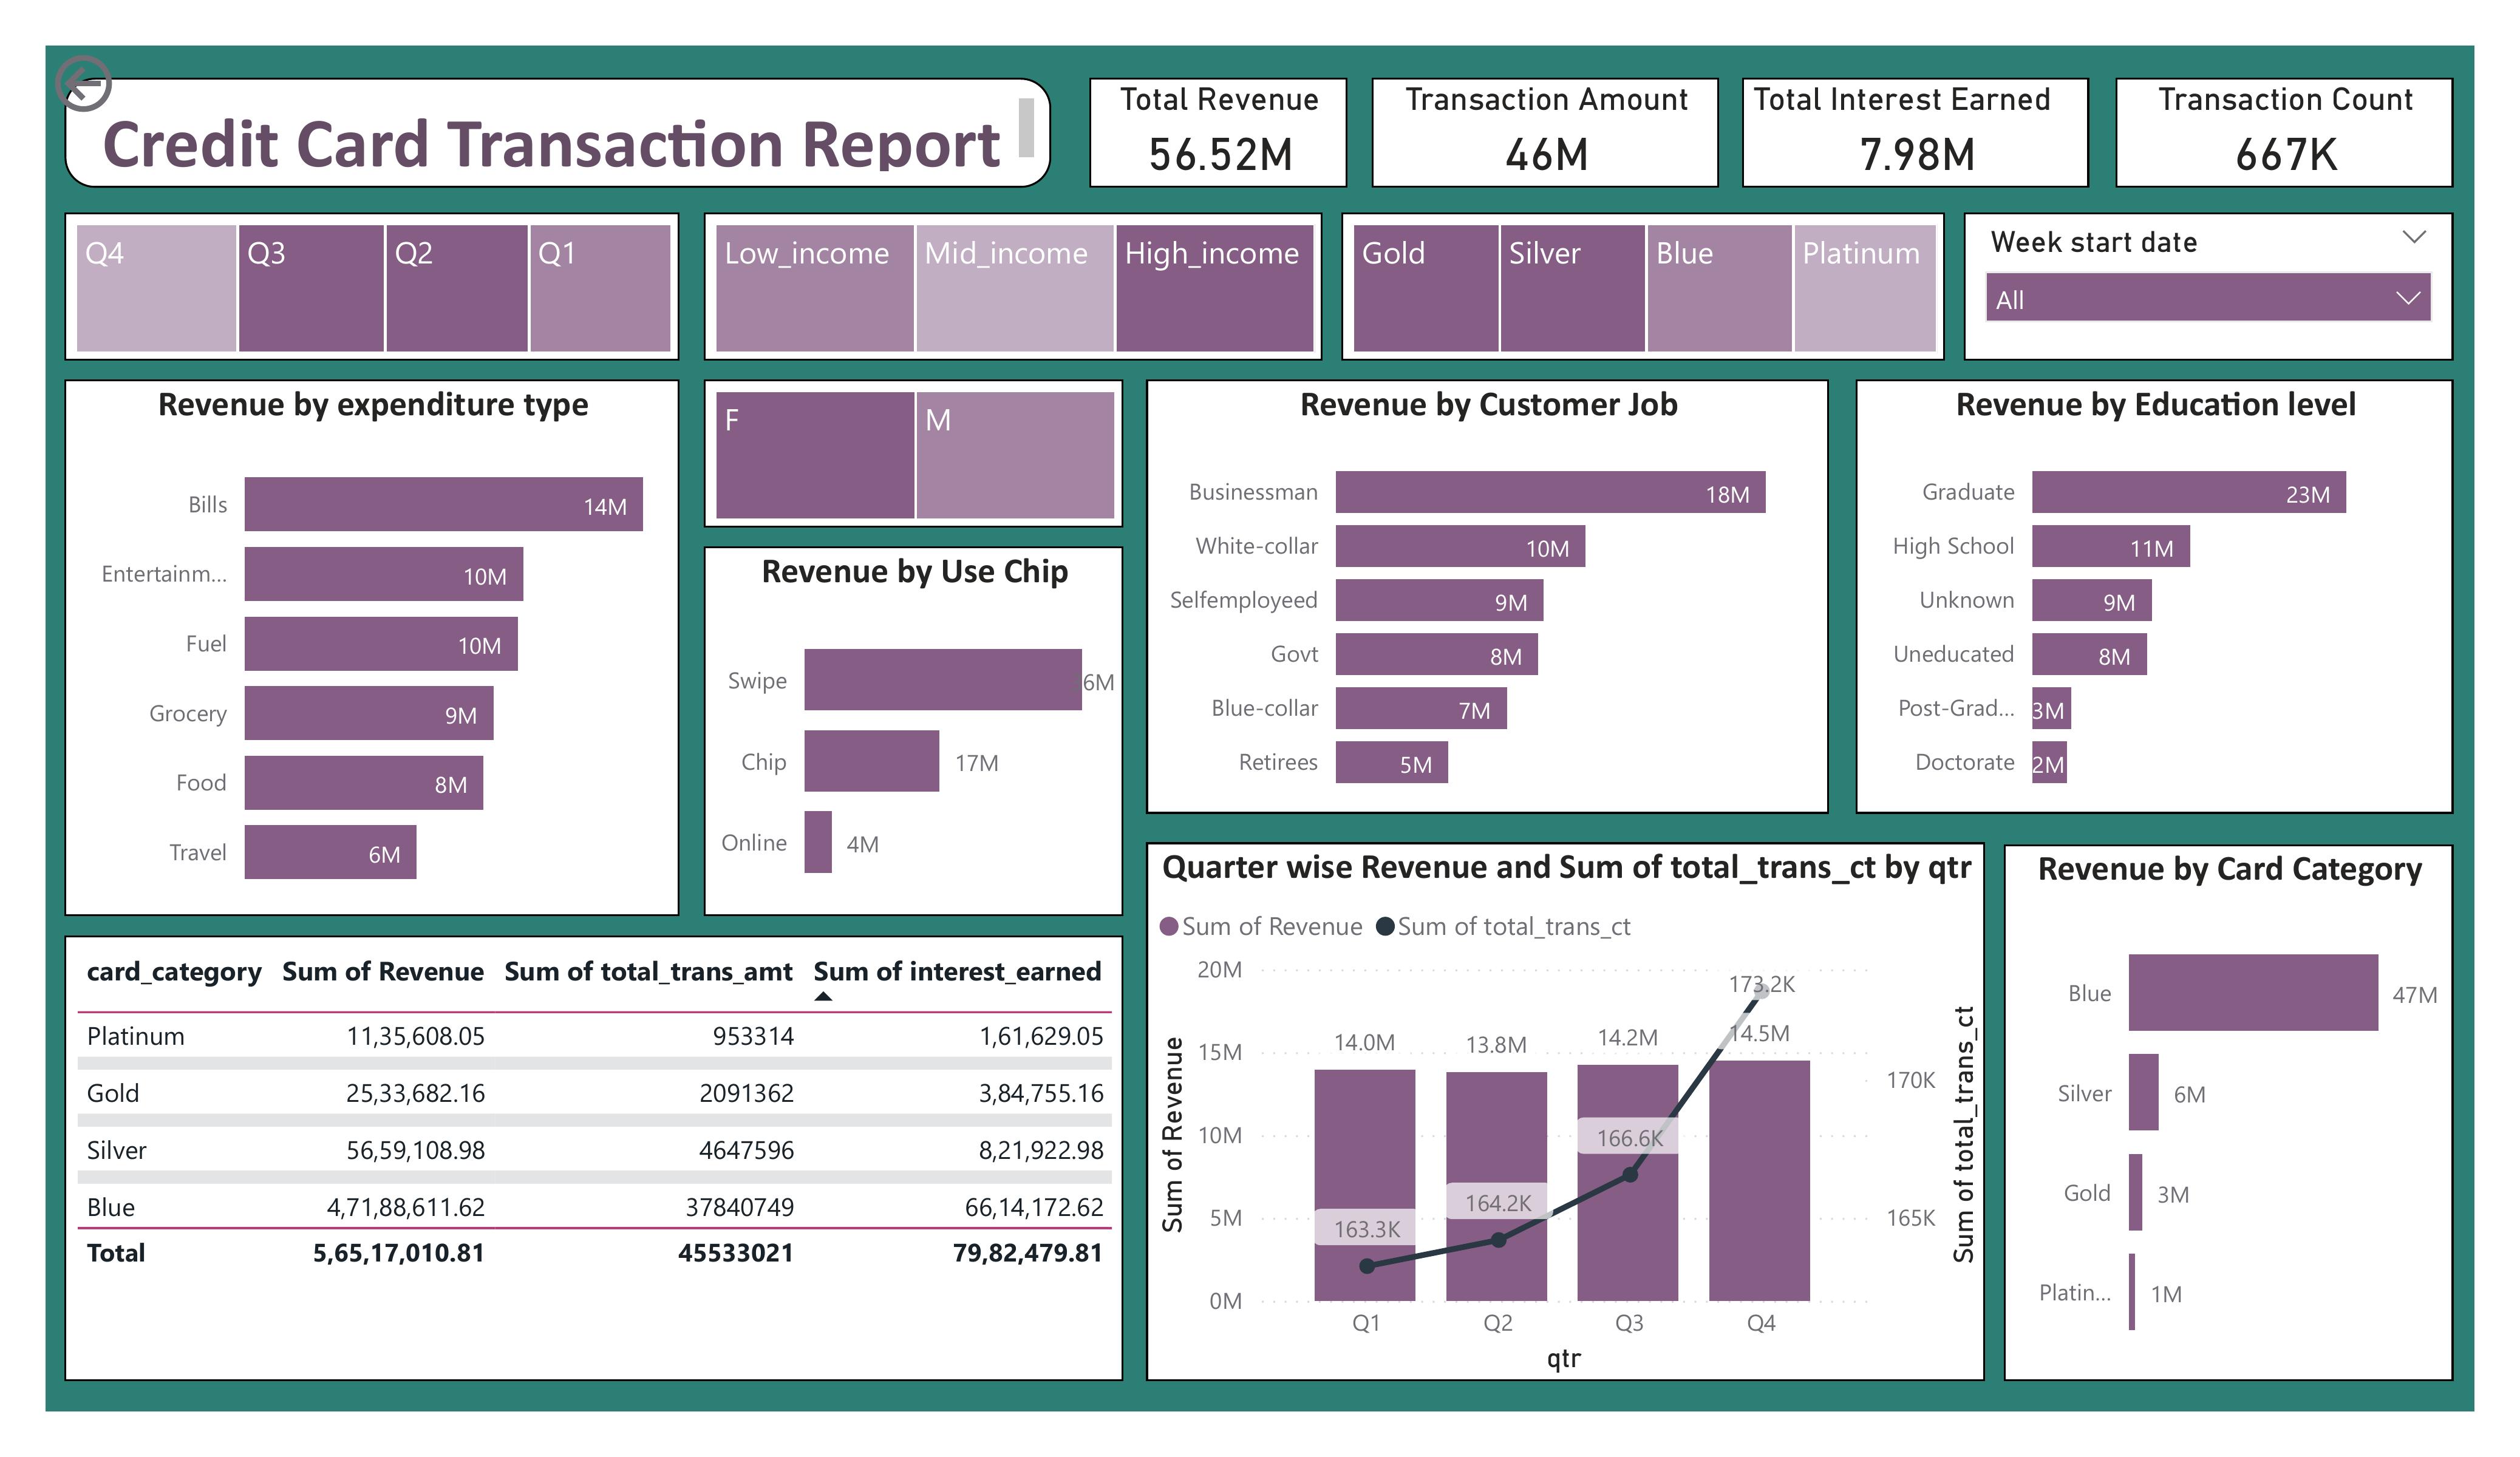 Credit Card Transaction Report
Total Revenue
56.52M
Transaction Amount
46M
Total Interest Earned
7.98M
Transaction Count
667K
Q4
Q3
Q2
Q1
Low_income
Mid_income
High_income
Gold
Silver
Blue
Platinum
Week start date
All
Revenue by expenditure type
Bills
14M
Entertainm...
10M
Fuel
10M
Grocery
9M
Food
8M
Travel
6M
F
M
Revenue by Use Chip
Swipe
6M
Chip
17M
Online
4M
Revenue by Customer Job
Businessman
18M
White-collar
10M
Selfemployeed
9M
Govt
8M
Blue-collar
7M
Retirees
5M
Revenue by Education level
Graduate
23M
High School
11M
Unknown
9M
Uneducated
8M
Post-Grad...
3M
Doctorate
2M
card_category Sum of Revenue Sum of total_trans_amt Sum of interest_earned
Platinum 11,35,608.05 953314 1,61,629.05
Gold 25,33,682.16 2091362 3,84,755.16
Silver 56,59,108.98 4647596 8,21,922.98
Blue 4,71,88,611.62 37840749 66,14,172.62
Total 5,65,17,010.81 45533021 79,82,479.81
Quarter wise Revenue and Sum of total_trans_ct by qtr
Sum of Revenue Sum of total_trans_ct
Sum of Revenue
20M
15M
10M
5M
0M
14.0M
13.8M
14.2M
14.5M
163.3K
164.2K
166.6K
173.2K
170K
165K
Sum of total_trans_ct
Q1 Q2 Q3 Q4
qtr
Revenue by Card Category
Blue
47M
Silver
6M
Gold
3M
Platin...
1M